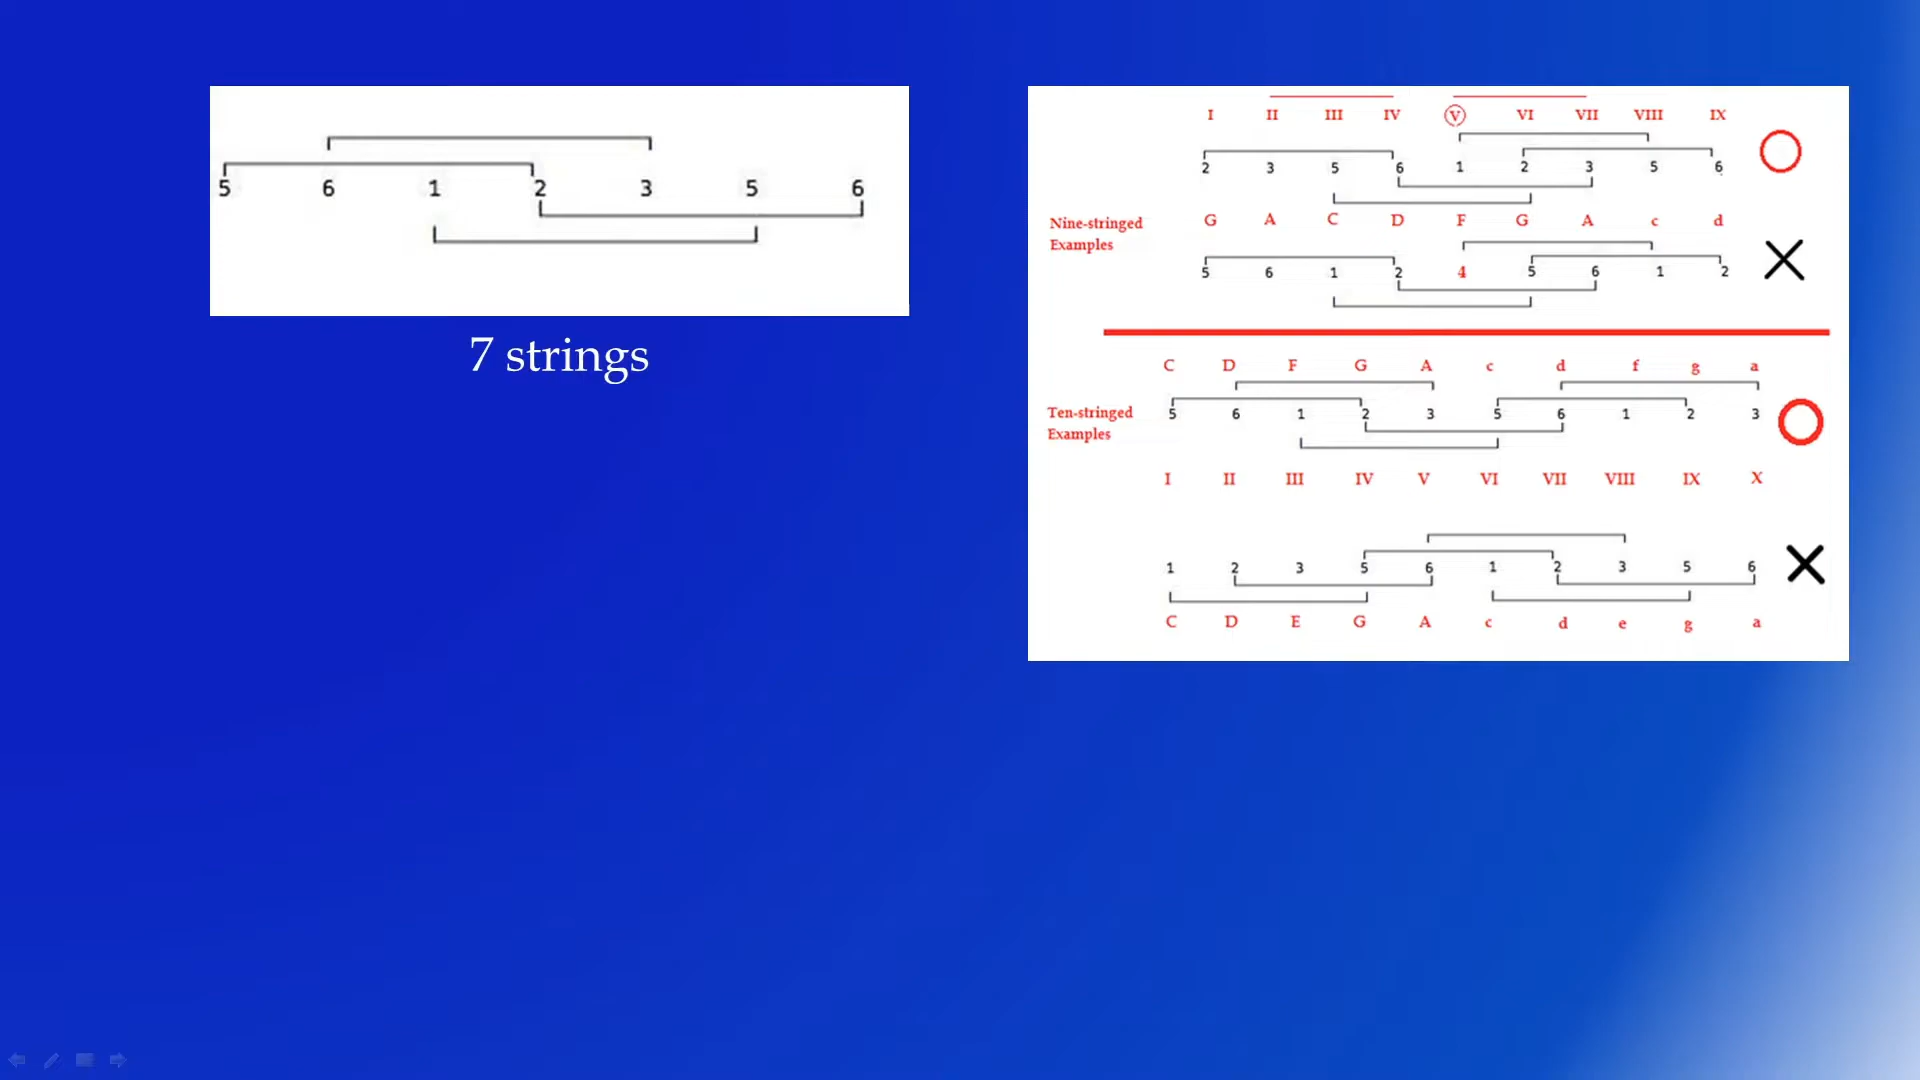 5 6 1 2 3 5 6
7 strings
I II III IV V VI VII VIII IX
2 3 5 6 1 2 3 5 6
Nine-stringed
Examples
G A C D F G A c d
5 6 1 2 4 5 6 1 2
C D F G A c d f g a
Ten-stringed
Examples
5 6 1 2 3 5 6 1 2 3
I II III IV V VI VII VIII IX X
1 2 3 5 6 1 2 3 5 6
C D E G A c d e g a